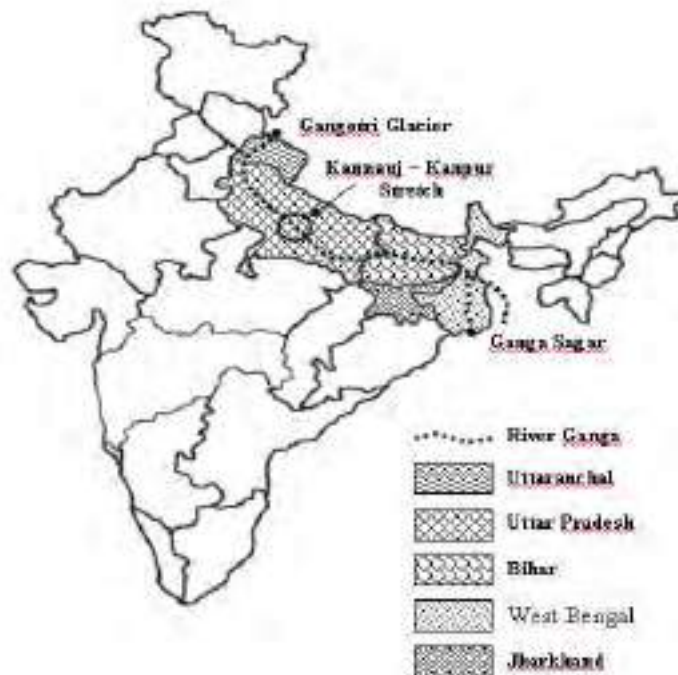 Gangotri Glacier
Kannauj – Kanpur
Stretch
Ganga Sagar
River Ganga
Uttaranchal
Uttar Pradesh
Bihar
West Bengal
Jharkhand